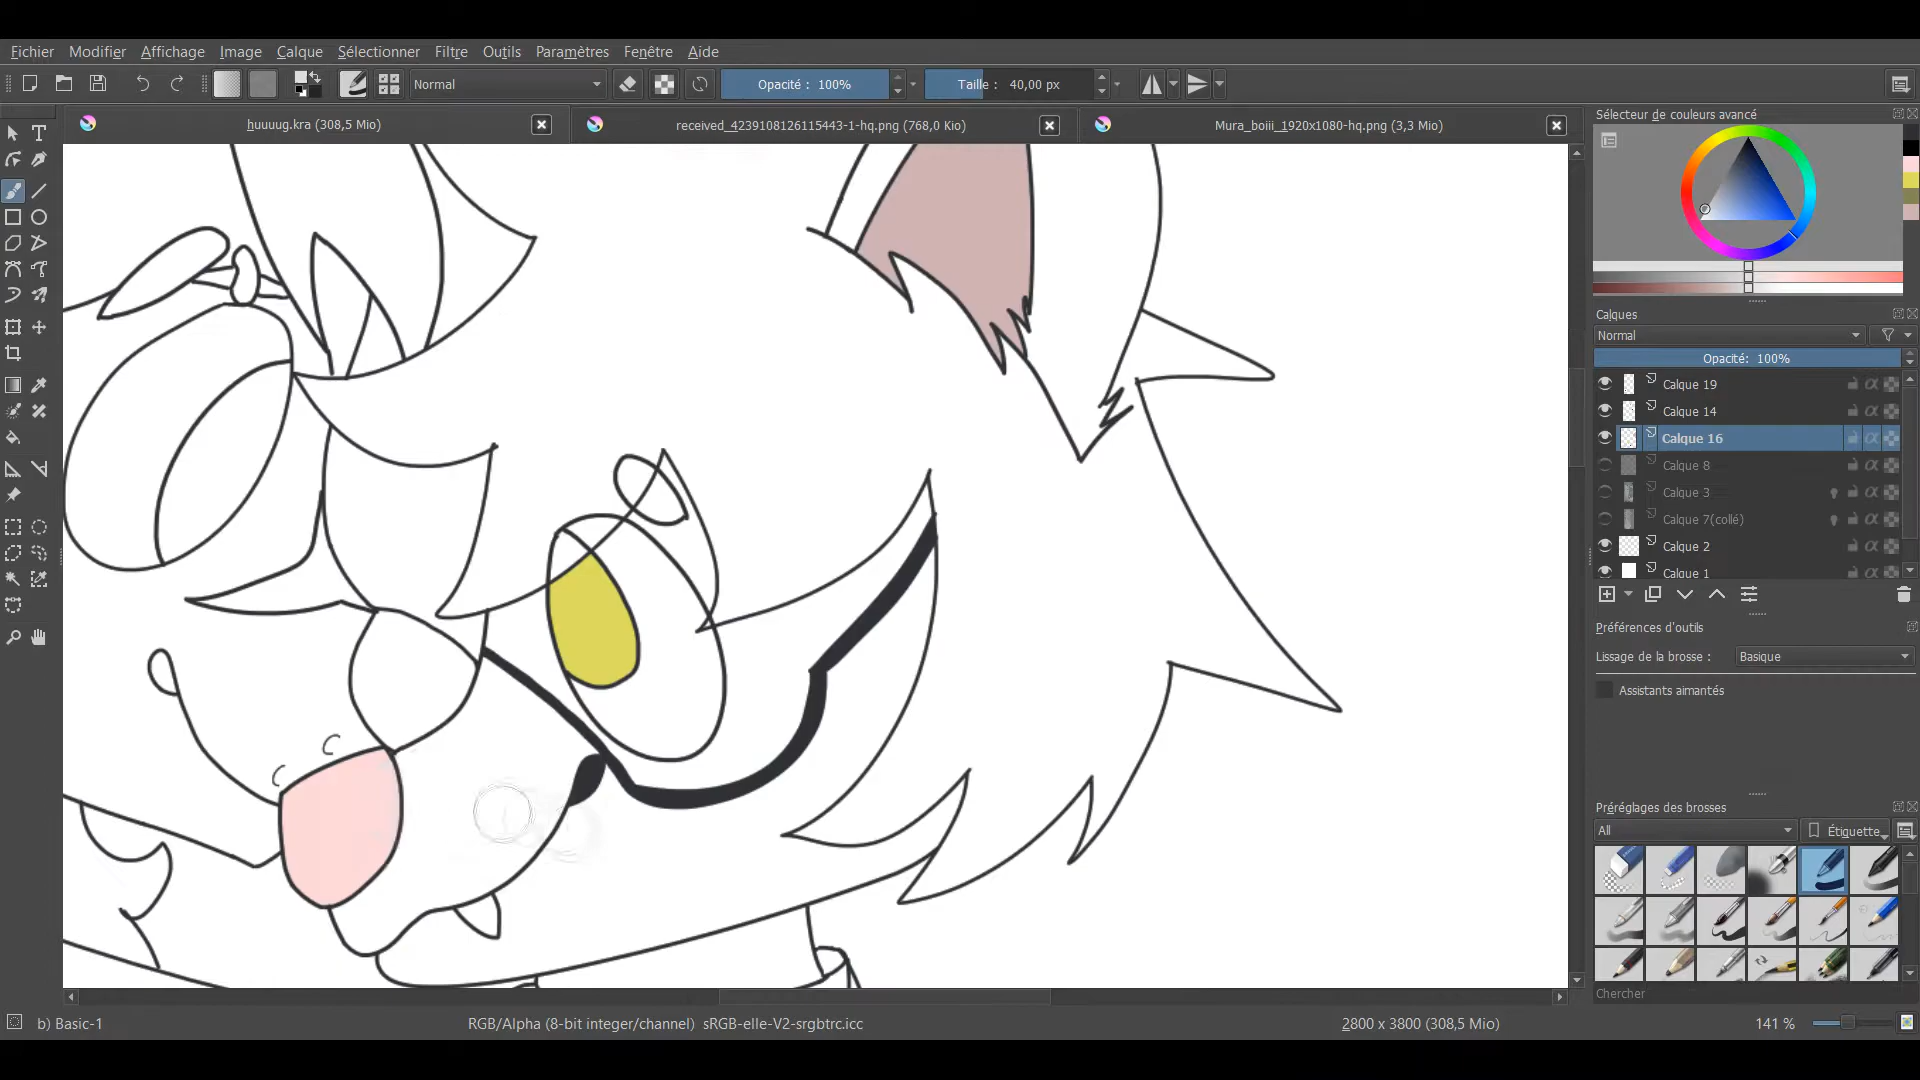 Fichier Modifier Affichage Image Calque Sélectionner Filtre Outils Paramètres Fenêtre Aide
Normal Opacité : 100% Taille : 40,00 px
huuuug.kra (308,5 Mio) received_4239108126115443-1-hq.png (768,0 Kio) Mura_boiii_1920x1080-hq.png (3,3 Mio)
Sélecteur de couleurs avancé
Calques
Normal
Opacité: 100%
Calque 19
Calque 14
Calque 16
Calque 8
Calque 3
Calque 7(collé)
Calque 2
Calque 1
Préférences d'outils
Lissage de la brosse : Basique
Assistants aimantés
Préréglages des brosses
All Étiquette
Chercher
b) Basic-1 RGB/Alpha (8-bit integer/channel) sRGB-elle-V2-srgbtrc.icc 2800 x 3800 (308,5 Mio) 141 %